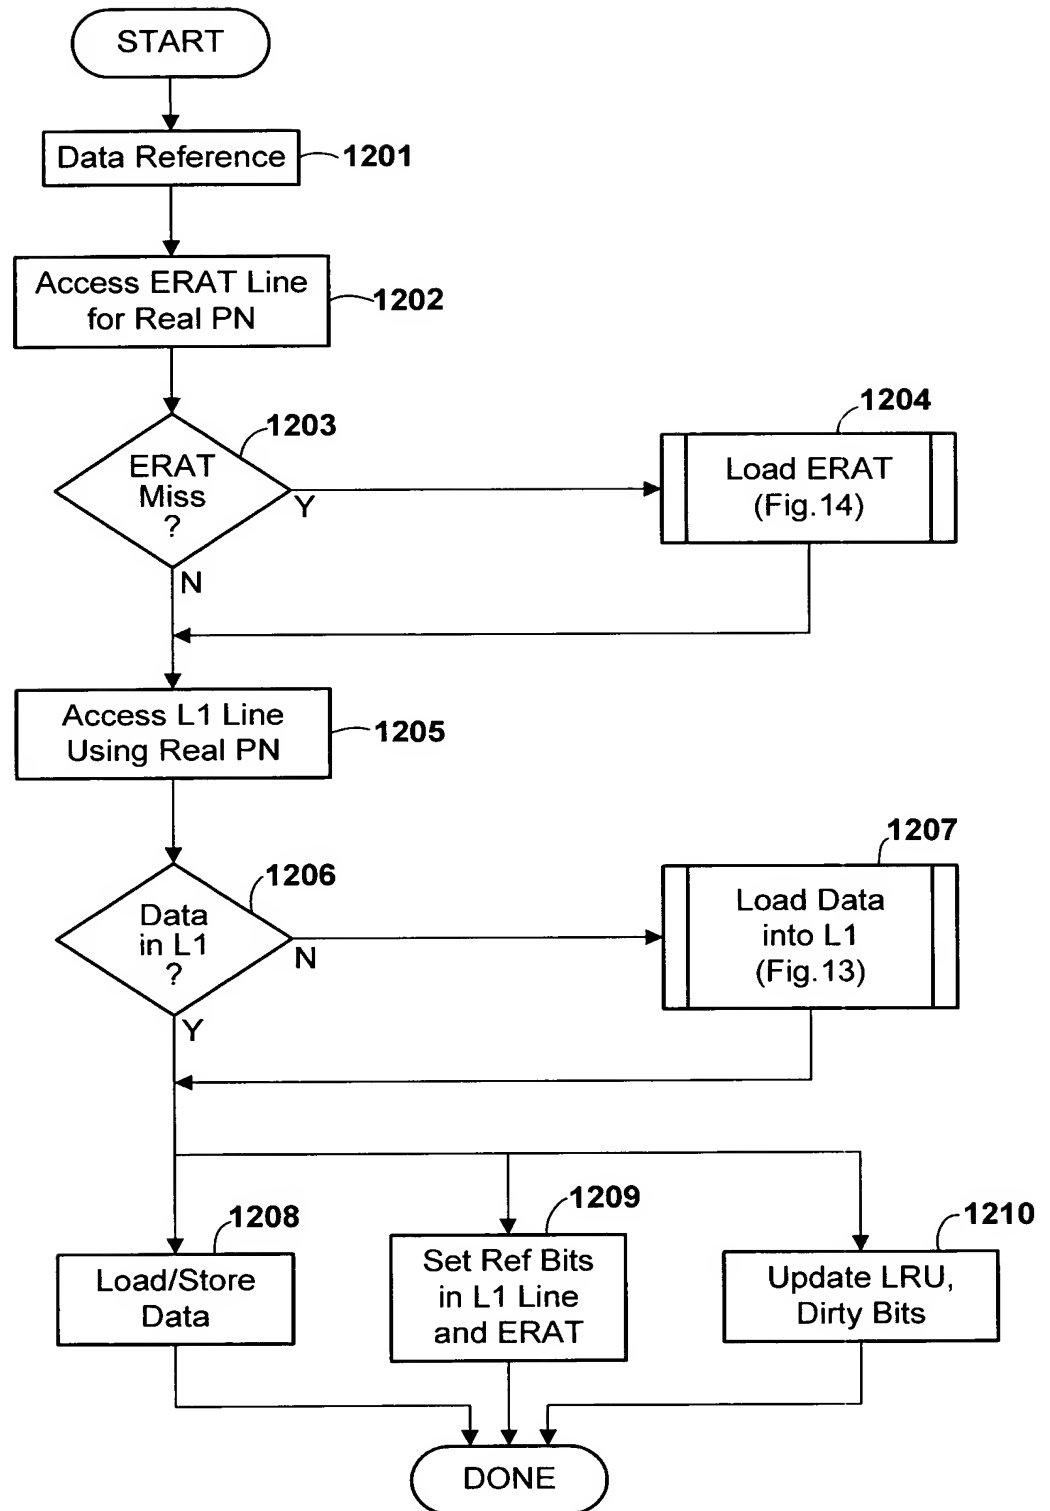 START
Data Reference
1201
Access ERAT Line
for Real PN
1202
1203
ERAT
Miss
?
Y
N
1204
Load ERAT
(Fig.14)
Access L1 Line
Using Real PN
1205
1206
Data
in L1
?
N
Y
1207
Load Data
into L1
(Fig.13)
1208
Load/Store
Data
1209
Set Ref Bits
in L1 Line
and ERAT
1210
Update LRU,
Dirty Bits
DONE